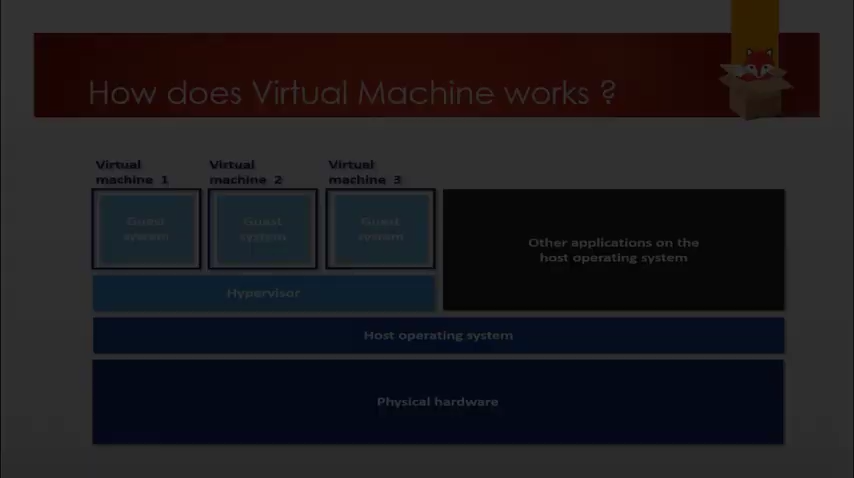 How does Virtual Machine works ?
Virtual
machine 1
Virtual
machine 2
Virtual
machine 3
Guest
system
Guest
system
Guest
system
Other applications on the
host operating system
Hypervisor
Host operating system
Physical hardware